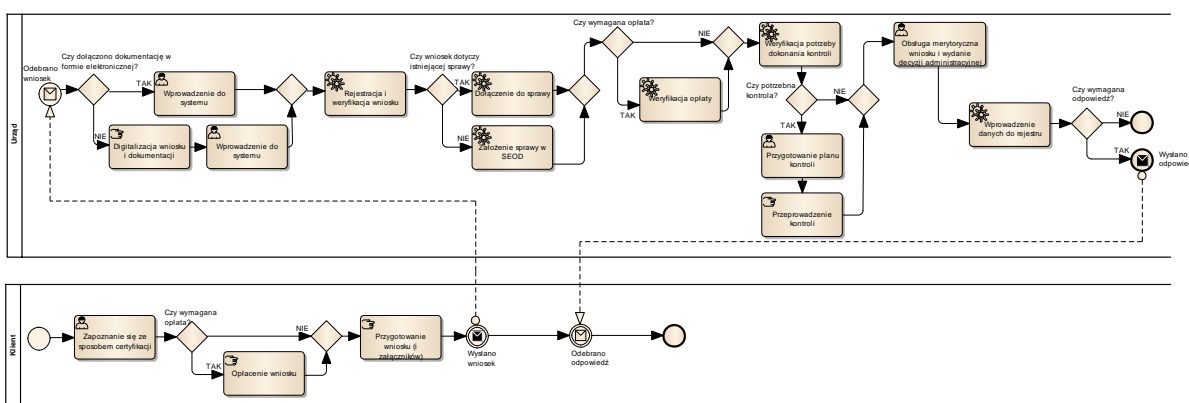 Urząd
Odebrano
wniosek
Czy dołączono dokumentację w
formie elektronicznej?
TAK
Wprowadzenie do
systemu
NIE
Digitalizacja wniosku
i dokumentacji
Wprowadzenie do
systemu
Rejestracja i
weryfikacja wniosku
Czy wniosek dotyczy
istniejącej sprawy?
TAK
Dołączenie do sprawy
NIE
Założenie sprawy w
SEOD
Czy wymagana opłata?
NIE
TAK
Weryfikacja opłaty
Weryfikacja potrzeby
dokonania kontroli
Czy potrzebna
kontrola?
NIE
TAK
Przygotowanie planu
kontroli
Przeprowadzenie
kontroli
Obsługa merytoryczna
wniosku i wydanie
decyzji administracyjnej
Wprowadzenie
danych do rejestru
Czy wymagana
odpowiedź?
NIE
TAK
Wysłano
Klient
Zapoznanie się ze
sposobem certyfikacji
Czy wymagana
opłata?
NIE
TAK
Opłacenie wniosku
Przygotowanie
wniosku (i
załączników)
Wysłano
wniosek
Odebrano
odpowiedź